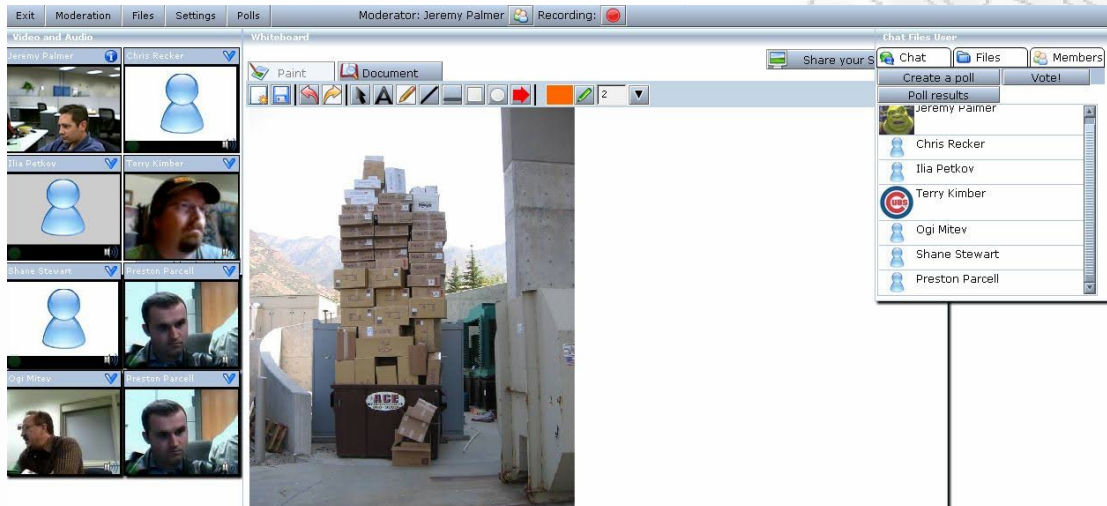 Exit Moderation Files Settings Polls Moderator: Jeremy Palmer Recording:
Video and Audio
Jeremy Palmer
Chris Recker
Ilia Petkov
Terry Kimber
Shane Stewart
Preston Parcell
Ogi Mitev
Preston Parcell
Whiteboard
Share your S
Paint Document
A 2
ACE
Chat Files User
Chat Files Members
Create a poll Vote!
Poll results
Jeremy Palmer
Chris Recker
Ilia Petkov
CUBS
Terry Kimber
Ogi Mitev
Shane Stewart
Preston Parcell